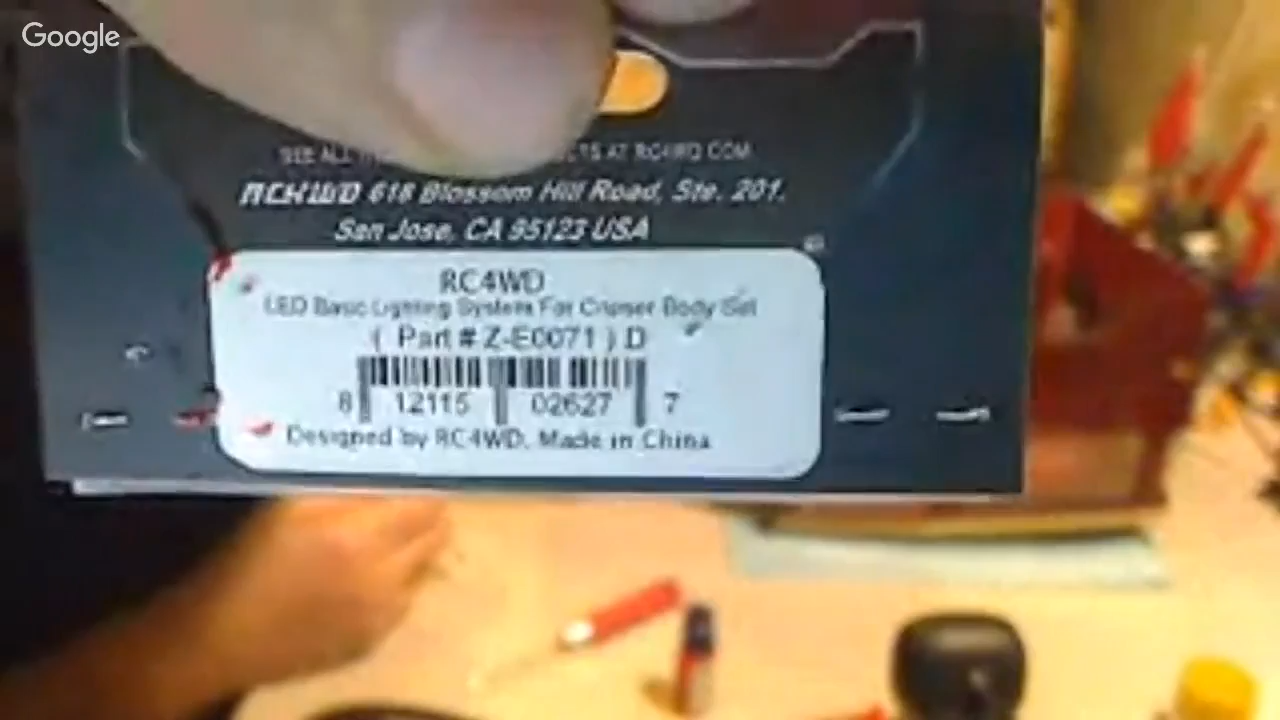 Google
SEE ALL CTS AT RC4WD.COM
RC4WD 618 Blossom Hill Road, Ste. 201.
San Jose, CA 95123 USA
RC4WD
LED Basic Lighting System For Cruiser Body Set
( Part # Z-E0071 ) D
8 12115 02627 7
Designed by RC4WD. Made in China